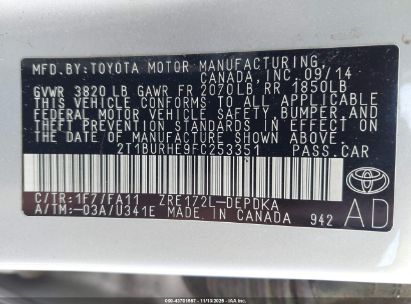 MFD.BY:TOYOTA MOTOR MANUFACTURING,
CANADA,INC. 09/14
GVWR 3820 LB GAWR FR 2070LB,RR 1850LB
THIS VEHICLE CONFORMS TO ALL APPLICABLE
FEDERAL MOTOR VEHICLE SAFETY, BUMPER, AND
THEFT PREVENTION STANDARDS IN EFFECT ON
THE DATE OF MANUFACTURE SHOWN ABOVE.
2T1BURHE9FC253351 PASS.CAR
C/TR:1F7/FA11 ZRE172L-DEPDKA
A/TM:-03A/U341E MADE IN CANADA 942
TOYOTA
AD